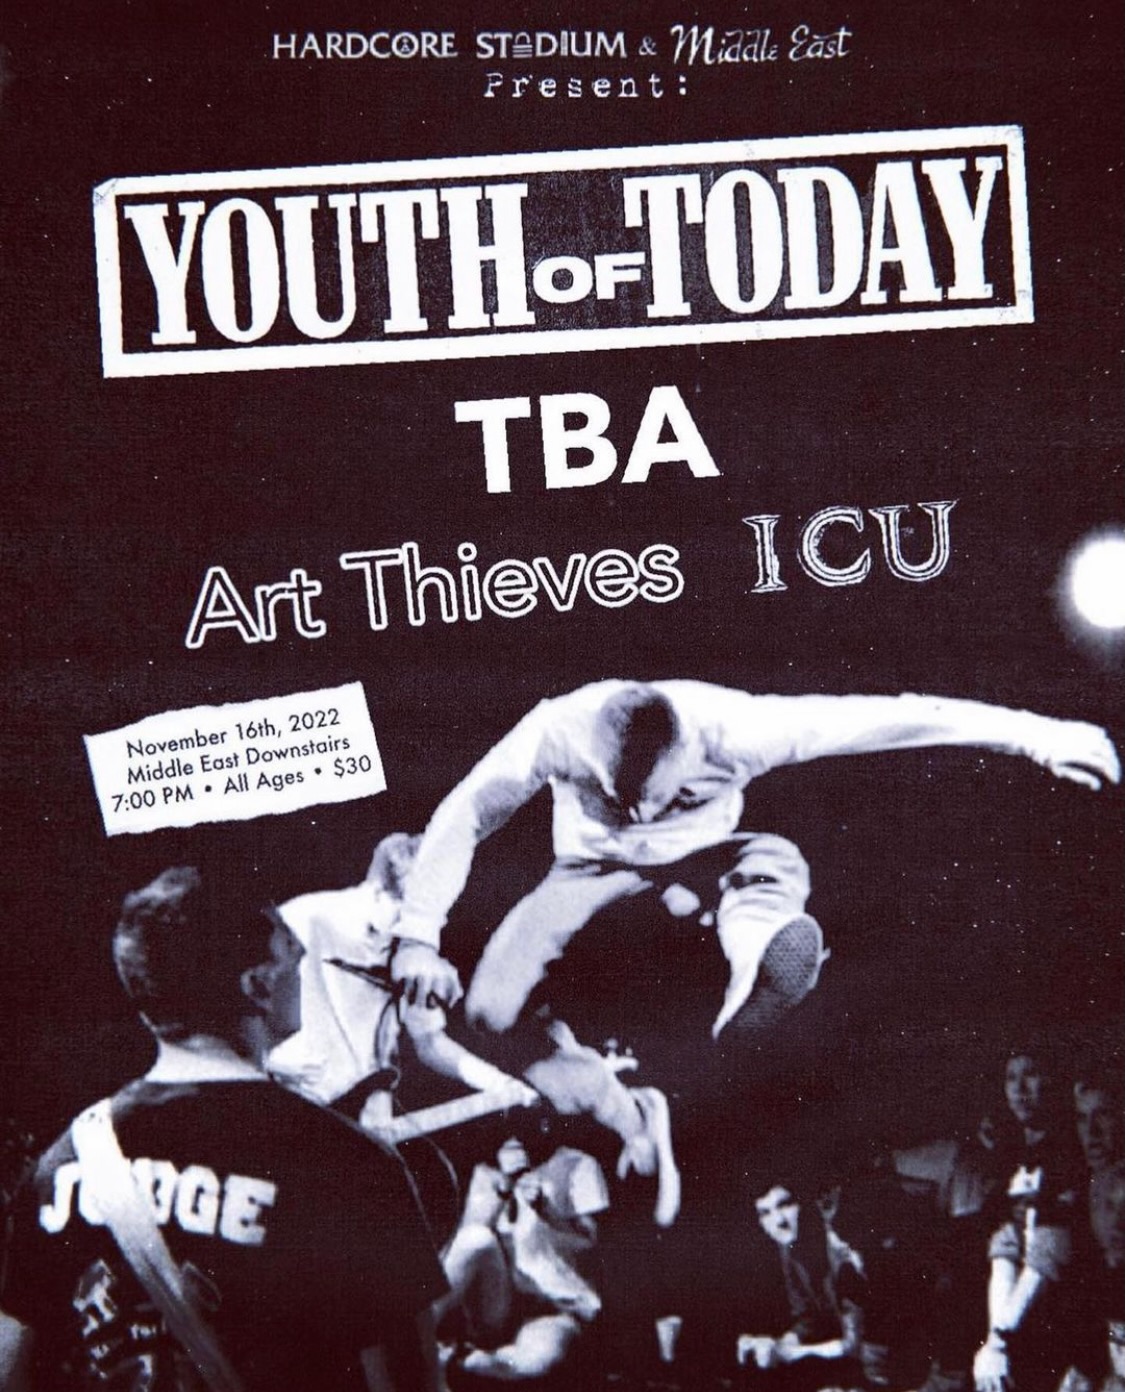 HARDCORE STADIUM & Middle East
Present:
YOUTH OF TODAY
TBA
Art Thieves ICU
November 16th, 2022
Middle East Downstairs
7:00 PM • All Ages • $30
JUDGE